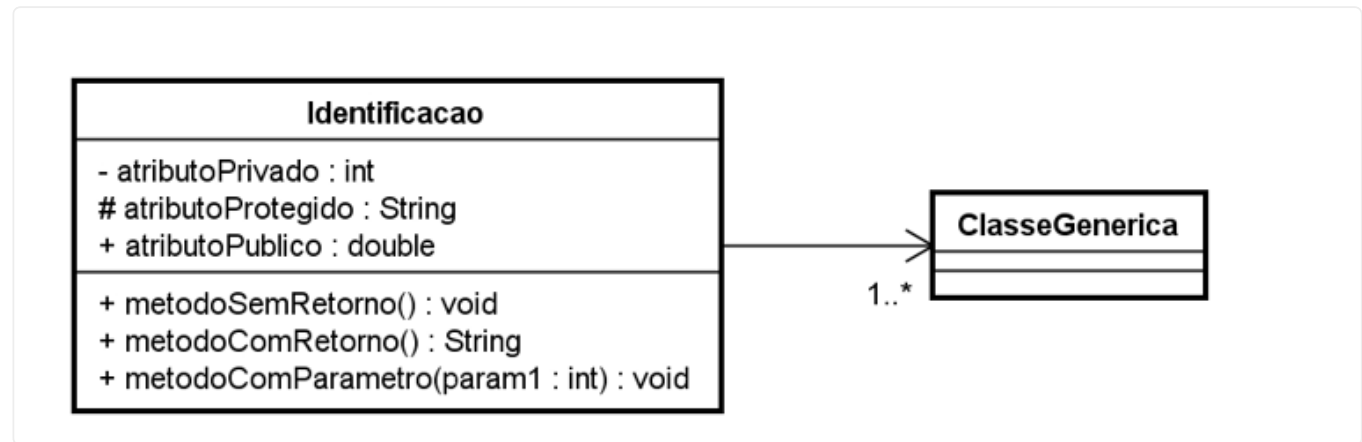 Identificacao
- atributoPrivado : int
# atributoProtegido : String
+ atributoPublico : double
+ metodoSemRetorno() : void
+ metodoComRetorno() : String
+ metodoComParametro(param1 : int) : void
ClasseGenerica
1..*